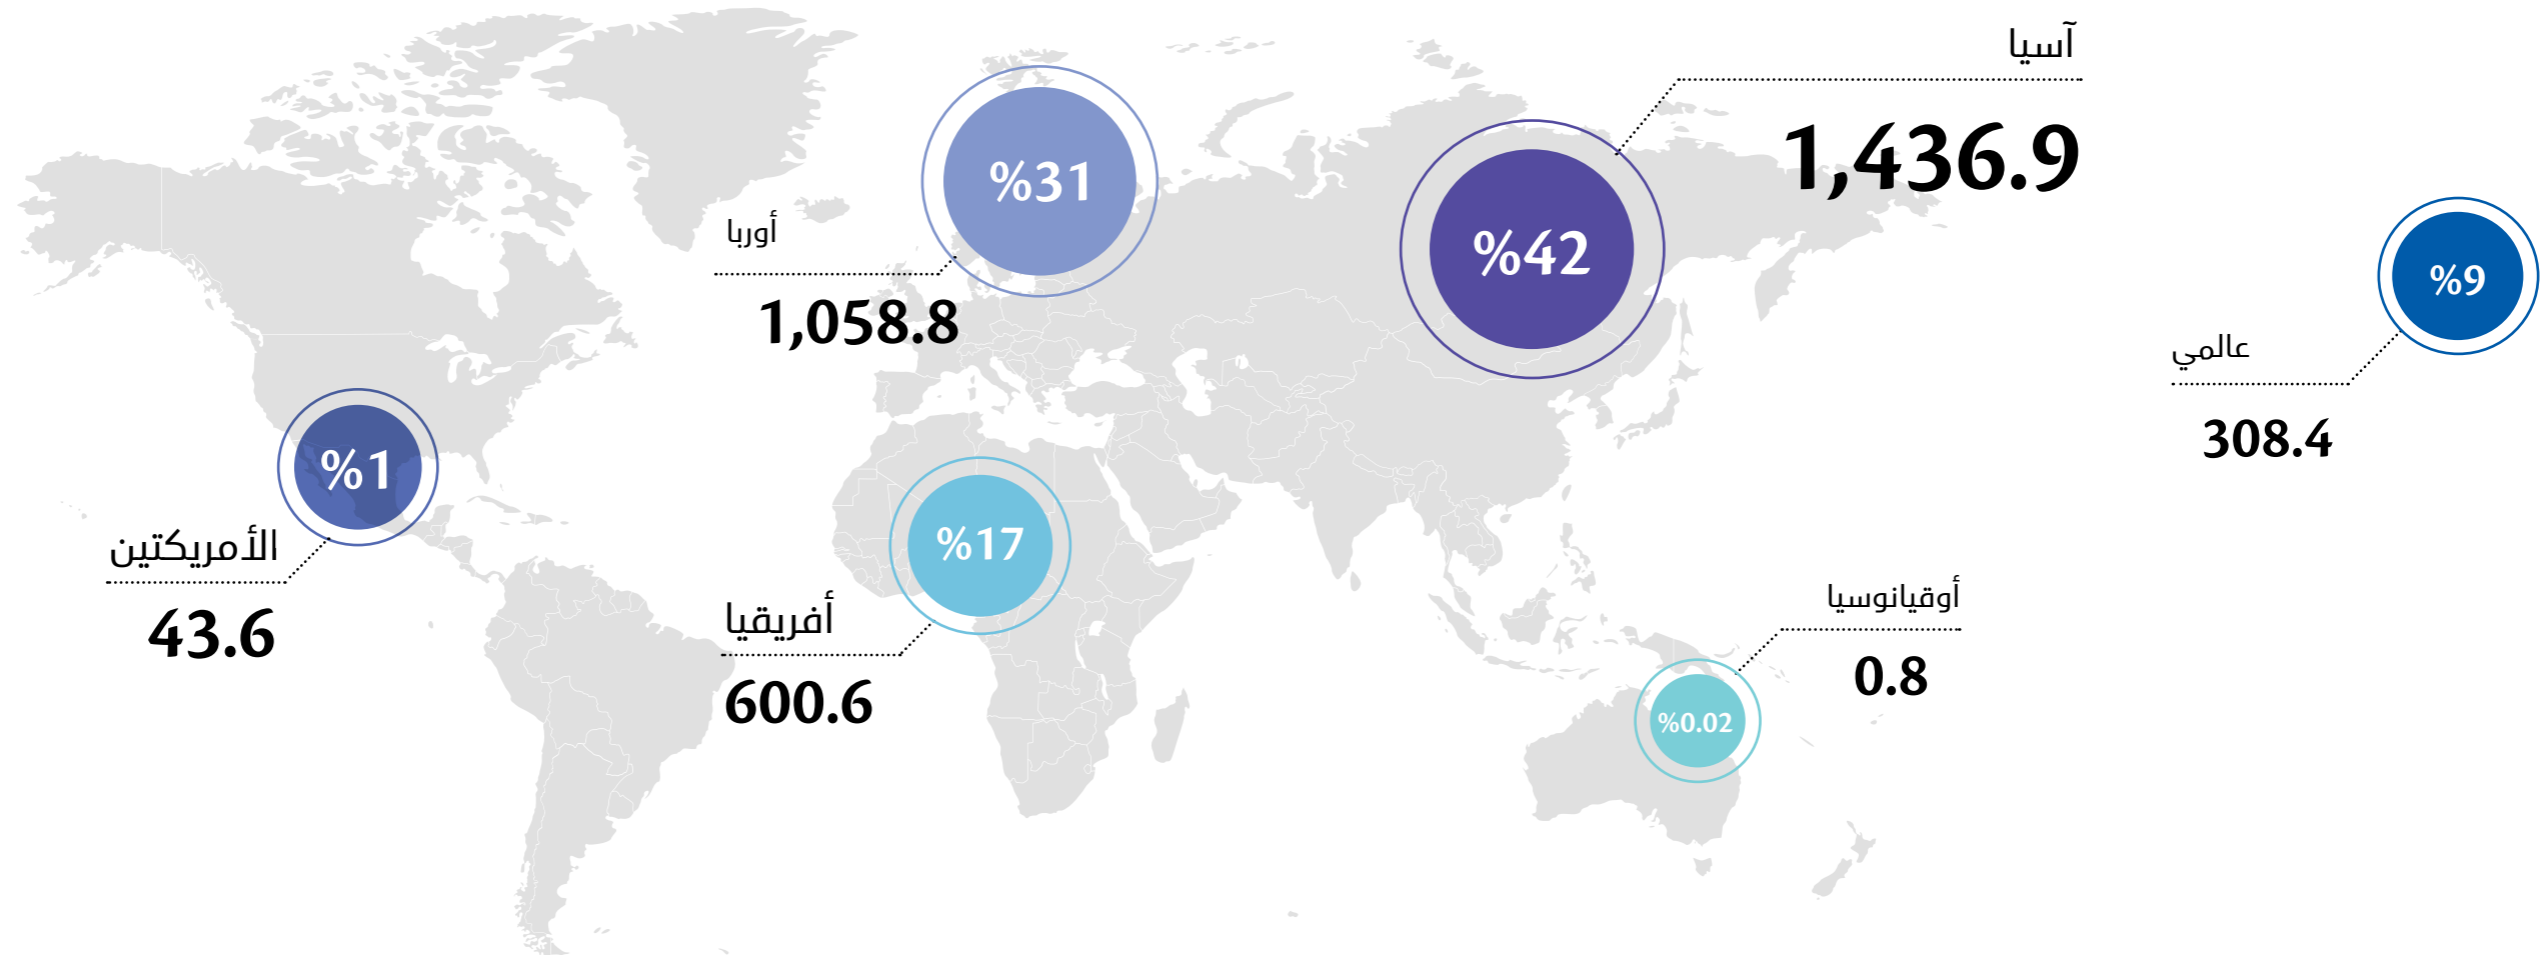 آسيا
1,436.9
%42
%9
عالمي
308.4
%31
أوربا
1,058.8
%1
الأمريكتين
43.6
%17
أفريقيا
600.6
أوقيانوسيا
0.8
%0.02